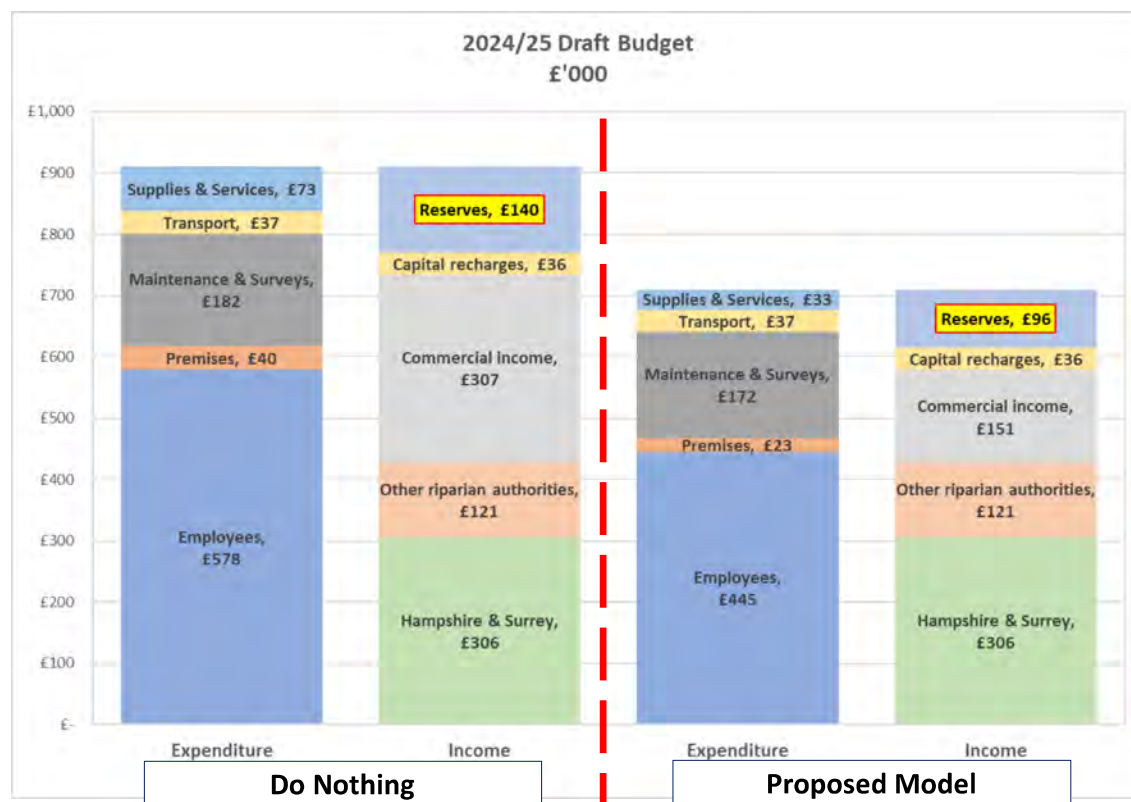 2024/25 Draft Budget
£'000
£1,000
£900
£800
£700
£600
£500
£400
£300
£200
£100
£-
Supplies & Services, £73
Transport, £37
Maintenance & Surveys,
£182
Premises, £40
Employees,
£578
Reserves, £140
Capital recharges, £36
Commercial income,
£307
Other riparian authorities,
£121
Hampshire & Surrey,
£306
Supplies & Services, £33
Transport, £37
Maintenance & Surveys,
£172
Premises, £23
Employees,
£445
Reserves, £96
Capital recharges, £36
Commercial income,
£151
Other riparian authorities,
£121
Hampshire & Surrey,
£306
Expenditure
Income
Expenditure
Income
Do Nothing
Proposed Model